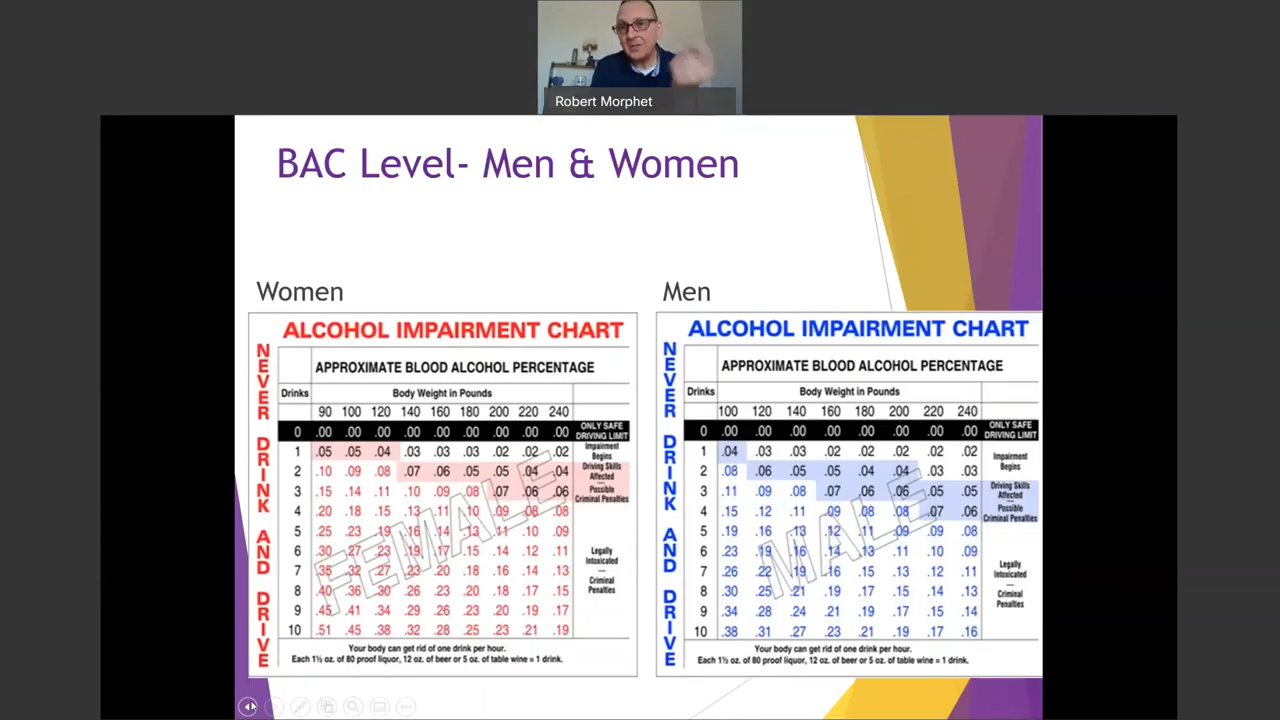 Robert Morphet
BAC Level- Men & Women
Women
ALCOHOL IMPAIRMENT CHART
NEVER DRINK AND DRIVE
APPROXIMATE BLOOD ALCOHOL PERCENTAGE
Drinks Body Weight in Pounds
90 100 120 140 160 180 200 220 240
0 .00 .00 .00 .00 .00 .00 .00 .00 .00 ONLY SAFE DRIVING LIMIT
1 .05 .05 .04 .03 .03 .03 .02 .02 .02 Impairment Begins
2 .10 .09 .08 .07 .06 .05 .05 .04 .04 Driving Skills Affected
3 .15 .14 .11 .10 .09 .08 .07 .06 .06 Possible Criminal Penalties
4 .20 .18 .15 .13 .11 .10 .09 .08 .08
5 .25 .23 .19 .16 .14 .13 .11 .10 .09
6 .30 .27 .23 .19 .17 .15 .14 .12 .11 Legally Intoxicated
7 .35 .32 .27 .23 .20 .18 .16 .14 .13
8 .40 .36 .30 .26 .23 .20 .18 .17 .15 Criminal Penalties
9 .45 .41 .34 .29 .26 .23 .20 .19 .17
10 .51 .45 .38 .32 .28 .25 .23 .21 .19
FEMALE
Your body can get rid of one drink per hour.
Each 1½ oz. of 80 proof liquor, 12 oz. of beer or 5 oz. of table wine = 1 drink.
Men
ALCOHOL IMPAIRMENT CHART
NEVER DRINK AND DRIVE
APPROXIMATE BLOOD ALCOHOL PERCENTAGE
Drinks Body Weight in Pounds
100 120 140 160 180 200 220 240
0 .00 .00 .00 .00 .00 .00 .00 .00 ONLY SAFE DRIVING LIMIT
1 .04 .03 .03 .02 .02 .02 .02 .02 Impairment Begins
2 .08 .06 .05 .05 .04 .04 .03 .03
3 .11 .09 .08 .07 .06 .06 .05 .05 Driving Skills Affected
4 .15 .12 .11 .09 .08 .08 .07 .06 Possible Criminal Penalties
5 .19 .16 .13 .12 .11 .09 .09 .08
6 .23 .19 .16 .14 .13 .11 .10 .09
7 .26 .22 .19 .16 .15 .13 .12 .11 Legally Intoxicated
8 .30 .25 .21 .19 .17 .15 .14 .13 Criminal Penalties
9 .34 .28 .24 .21 .19 .17 .15 .14
10 .38 .31 .27 .23 .21 .19 .17 .16
MALE
Your body can get rid of one drink per hour.
Each 1½ oz. of 80 proof liquor, 12 oz. of beer or 5 oz. of table wine = 1 drink.